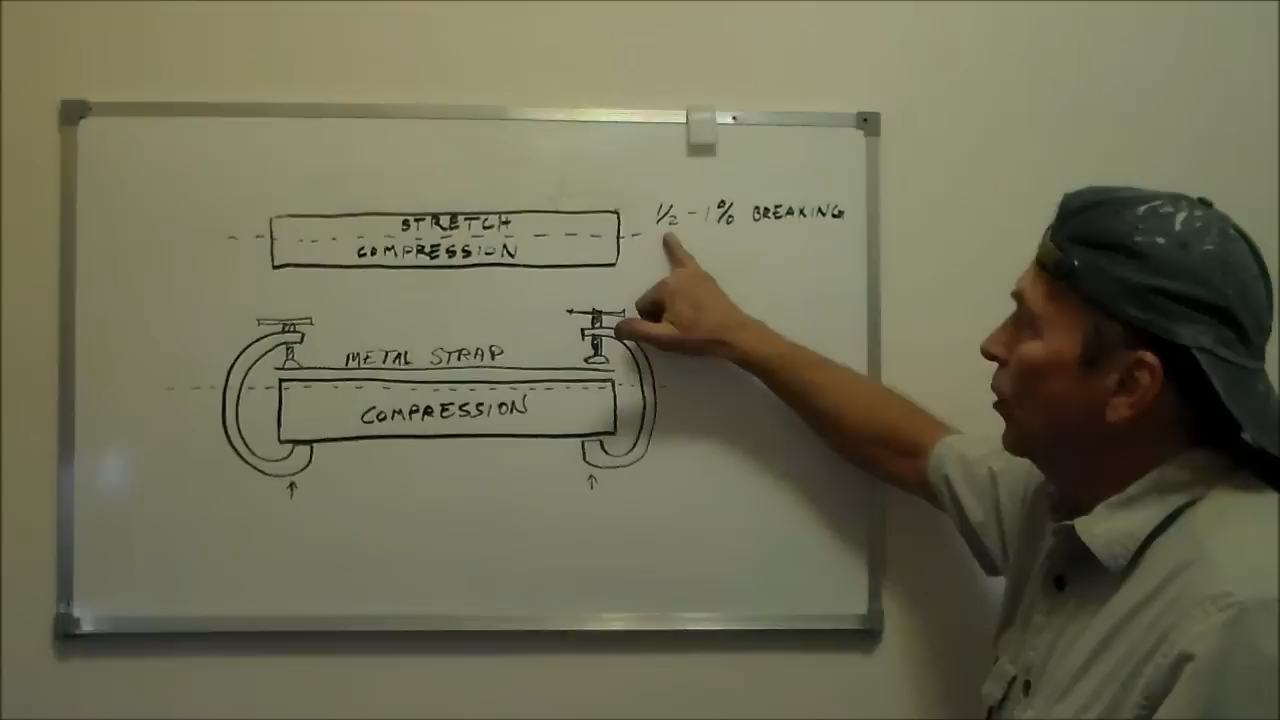 STRETCH
COMPRESSION
1/2 - 1% BREAKING
METAL STRAP
COMPRESSION